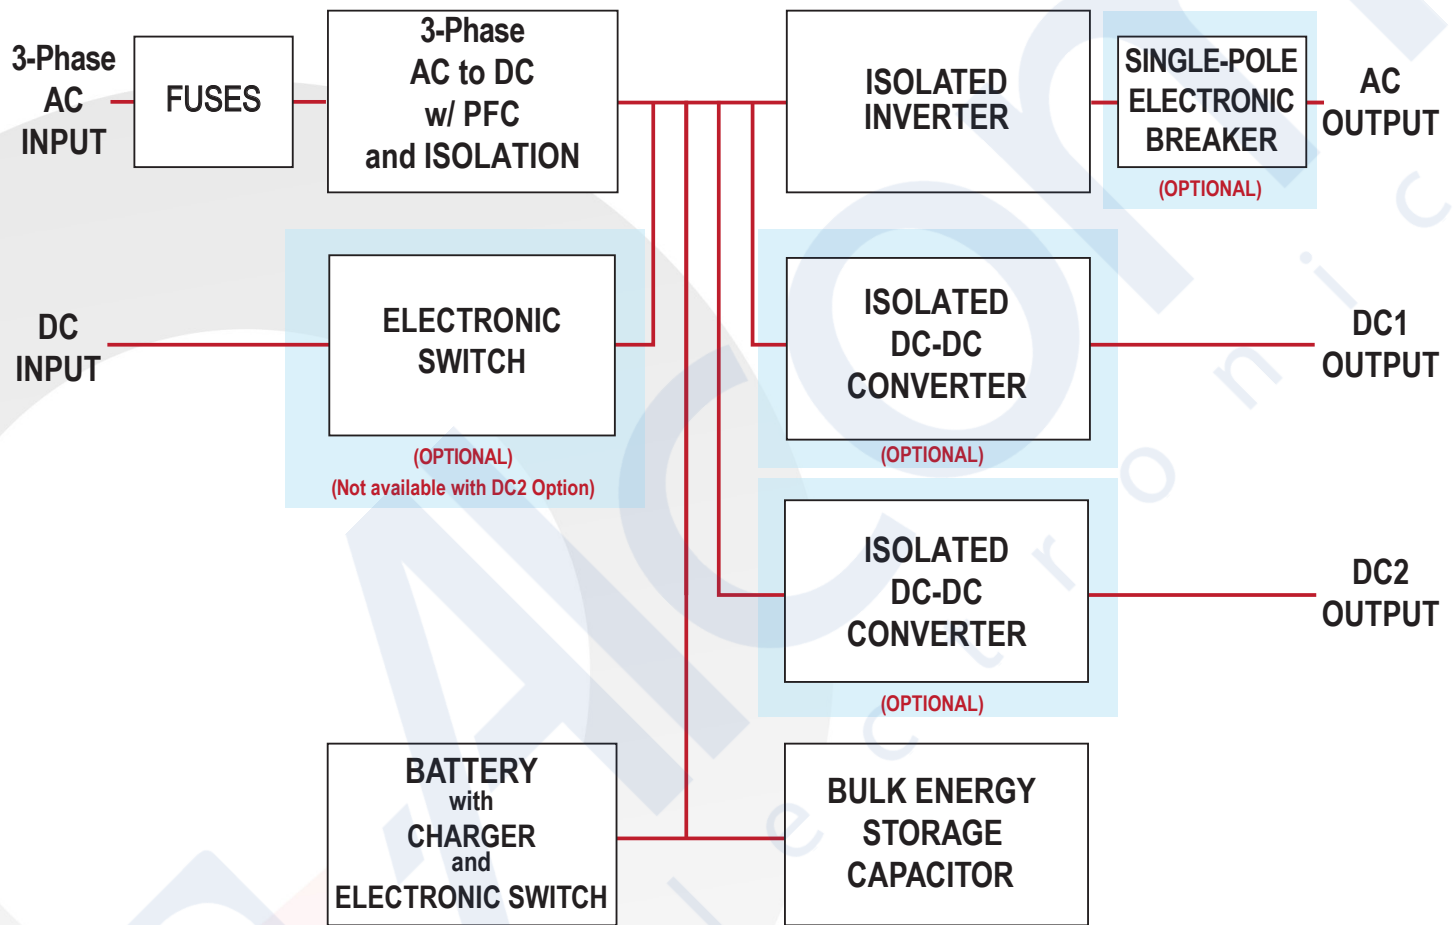 3-Phase
AC
INPUT
FUSES
3-Phase
AC to DC
w/ PFC
and ISOLATION
ISOLATED
INVERTER
SINGLE-POLE
ELECTRONIC
BREAKER
(OPTIONAL)
AC
OUTPUT
DC
INPUT
ELECTRONIC
SWITCH
(OPTIONAL)
(Not available with DC2 Option)
ISOLATED
DC-DC
CONVERTER
(OPTIONAL)
DC1
OUTPUT
ISOLATED
DC-DC
CONVERTER
(OPTIONAL)
DC2
OUTPUT
BATTERY
with
CHARGER
and
ELECTRONIC SWITCH
BULK ENERGY
STORAGE
CAPACITOR